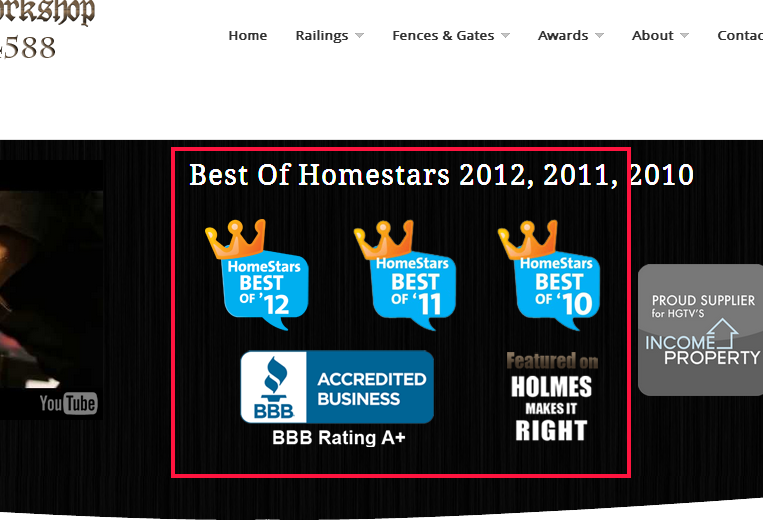 588
Home Railings Fences & Gates Awards About
Best Of Homestars 2012, 2011, 2010
HomeStars
BEST
OF '12
HomeStars
BEST
OF '11
HomeStars
BEST
OF '10
PROUD SUPPLIER
for HGTV'S
INCOME
PROPERTY
BBB
ACCREDITED
BUSINESS
BBB Rating A+
Featured on
HOLMES
MAKES IT
RIGHT
YouTube